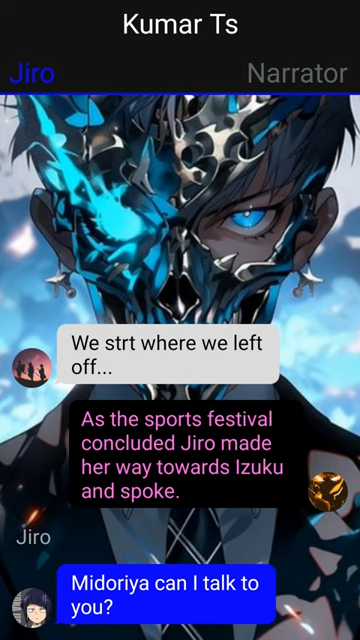 Kumar Ts
Jiro
Narrator
We strt where we left
off...
As the sports festival
concluded Jiro made
her way towards Izuku
and spoke.
Jiro
Midoriya can I talk to
you?